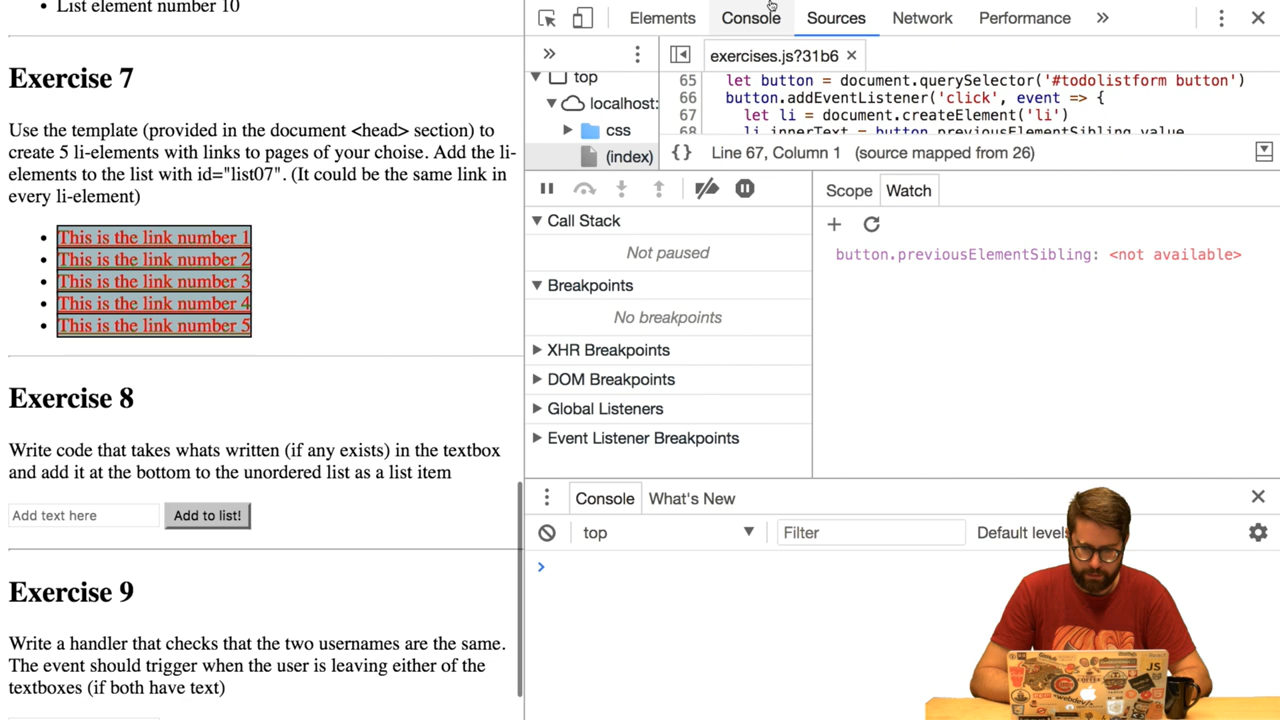 List element number 10
Exercise 7
Use the template (provided in the document <head> section) to
create 5 li-elements with links to pages of your choise. Add the li-
elements to the list with id="list07". (It could be the same link in
every li-element)
This is the link number 1
This is the link number 2
This is the link number 3
This is the link number 4
This is the link number 5
Exercise 8
Write code that takes whats written (if any exists) in the textbox
and add it at the bottom to the unordered list as a list item
Add text here
Add to list!
Exercise 9
Write a handler that checks that the two usernames are the same.
The event should trigger when the user is leaving either of the
textboxes (if both have text)
Elements Console Sources Network Performance »
» exercises.js?31b6 ×
top
localhost:
css
(index)
65 let button = document.querySelector('#todolistform button')
66 button.addEventListener('click', event => {
67 let li = document.createElement('li')
68 li.innerText = button.previousElementSibling.value
{} Line 67, Column 1 (source mapped from 26)
Scope Watch
Call Stack
Not paused
Breakpoints
No breakpoints
XHR Breakpoints
DOM Breakpoints
Global Listeners
Event Listener Breakpoints
button.previousElementSibling: <not available>
Console What's New
top Filter Default levels
>
JS